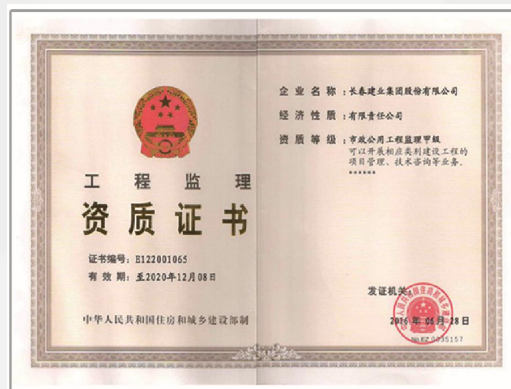 工程监理
资质证书
证书编号：E122001065
有效期：至2020年12月08日
中华人民共和国住房和城乡建设部制
企业名称：长春建业集团股份有限公司
经济性质：有限责任公司
资质等级：市政公用工程监理甲级
可以开展相应类别建设工程的
项目管理、技术咨询等业务。
******
发证机关：
2016年06月28日
No.EZ 0035157